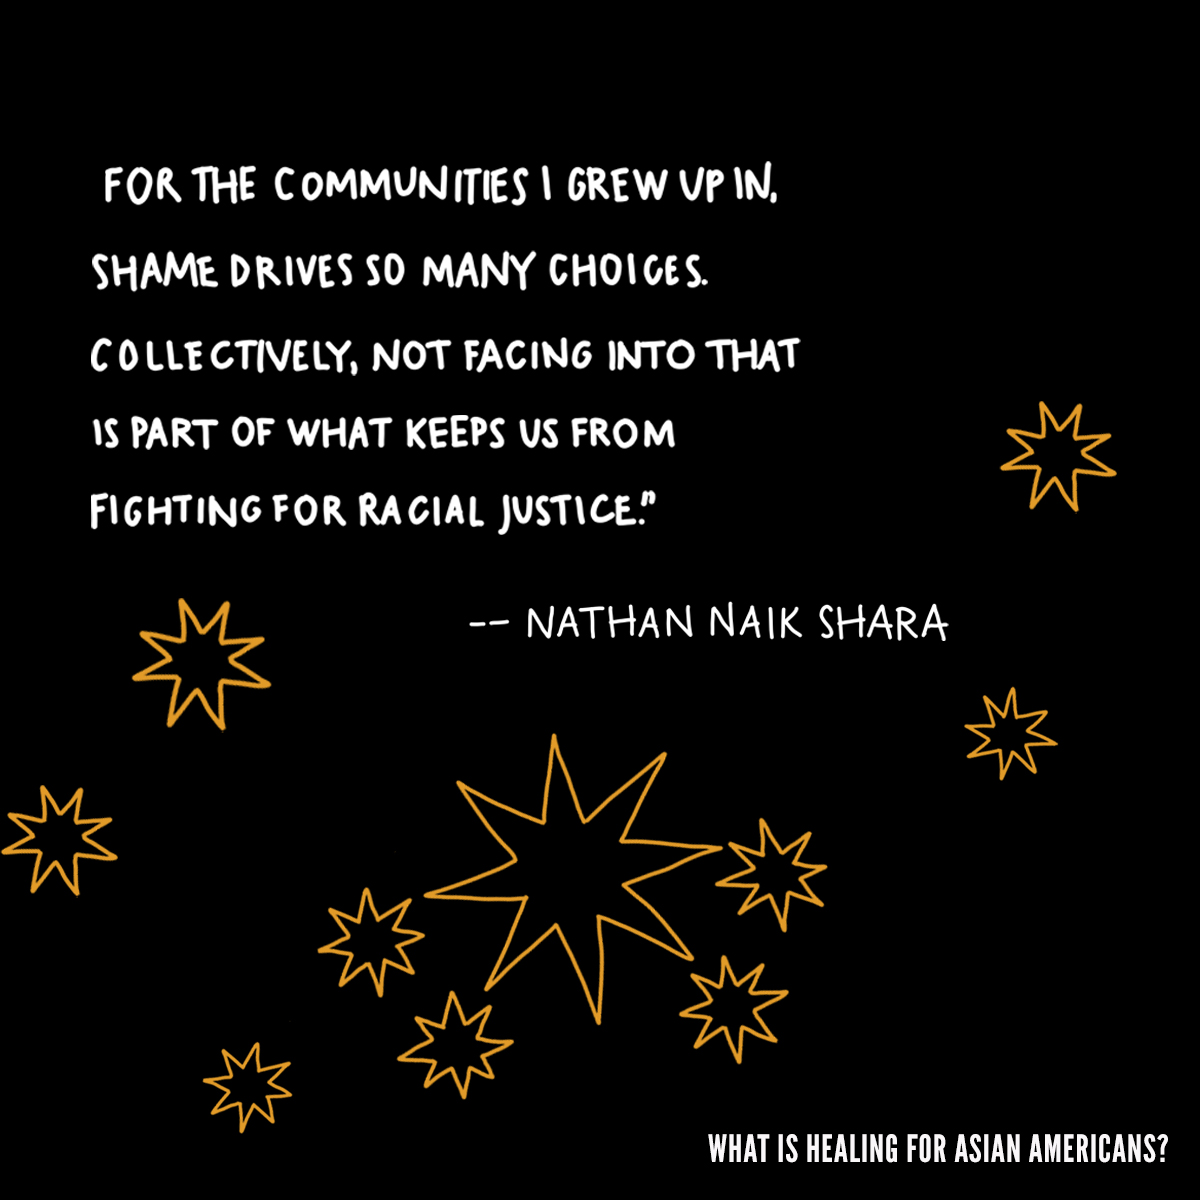 FOR THE COMMUNITIES I GREW UP IN,
SHAME DRIVES SO MANY CHOICES.
COLLECTIVELY, NOT FACING INTO THAT
IS PART OF WHAT KEEPS US FROM
FIGHTING FOR RACIAL JUSTICE."
-- NATHAN NAIK SHARA
WHAT IS HEALING FOR ASIAN AMERICANS?